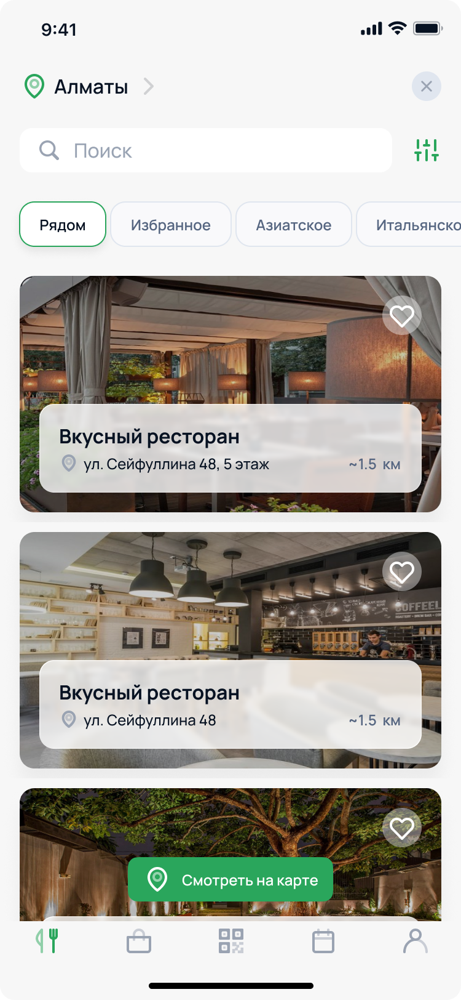 9:41
Алматы
Поиск
Рядом
Избранное
Азиатское
Итальянско
COFFEE
Вкусный ресторан
ул. Сейфуллина 48, 5 этаж
~1.5 км
Вкусный ресторан
ул. Сейфуллина 48
~1.5 км
Смотреть на карте